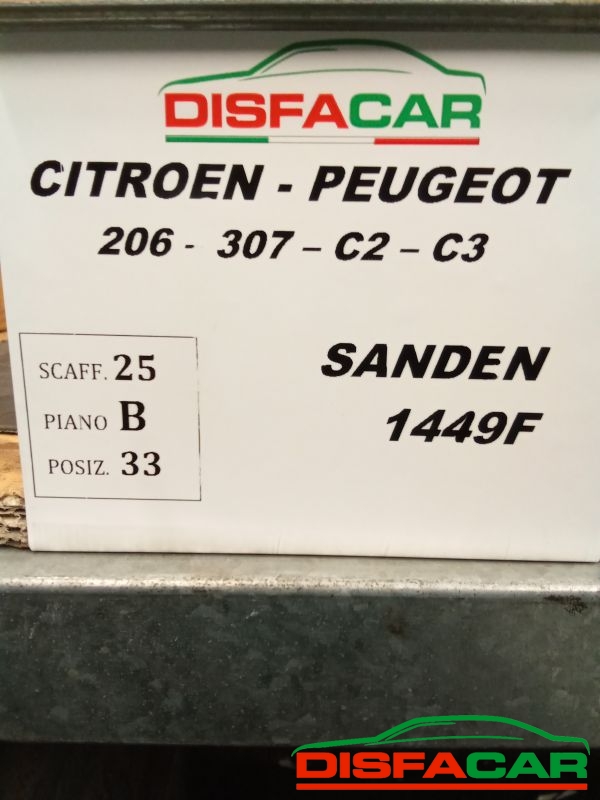 DISFACAR
CITROEN - PEUGEOT
206 - 307 – C2 – C3
SCAFF. 25
PIANO B
POSIZ. 33
SANDEN
1449F
DISFACAR